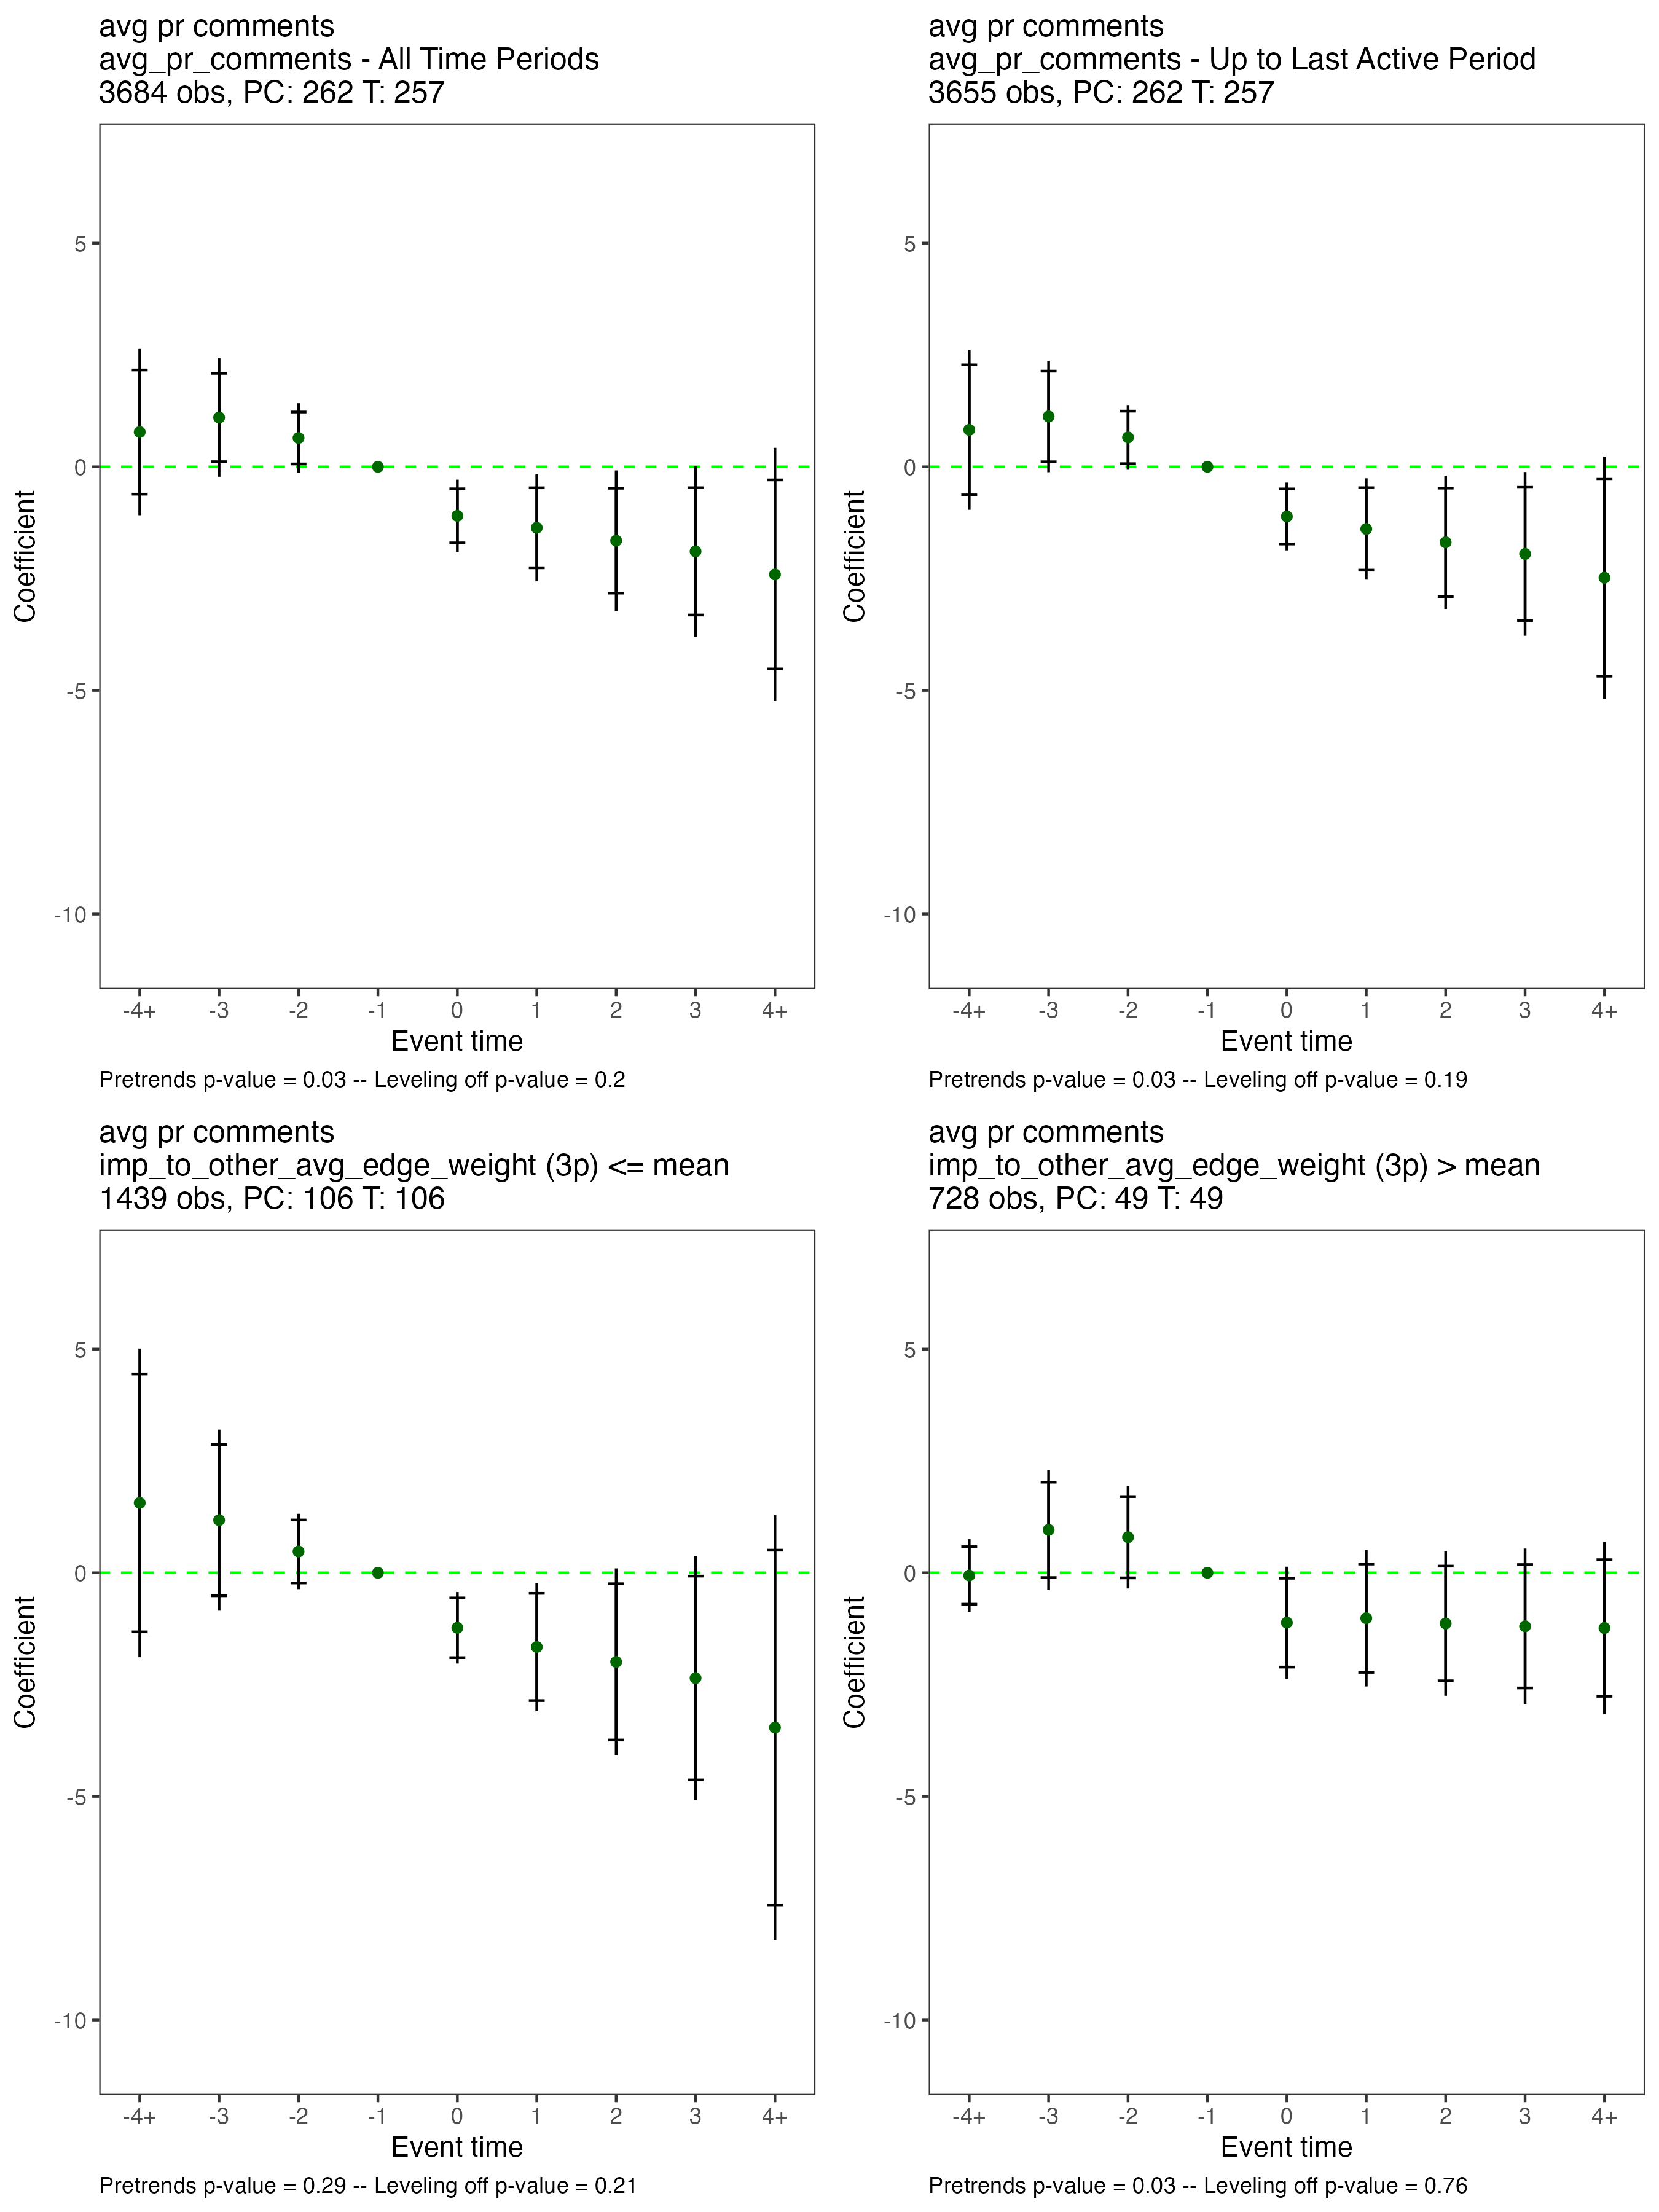 avg pr comments
avg_pr_comments - All Time Periods
3684 obs, PC: 262 T: 257
5
0
-5
-10
Coefficient
-4+ -3 -2 -1 0 1 2 3 4+
Event time
Pretrends p-value = 0.03 -- Leveling off p-value = 0.2
avg pr comments
avg_pr_comments - Up to Last Active Period
3655 obs, PC: 262 T: 257
5
0
-5
-10
Coefficient
-4+ -3 -2 -1 0 1 2 3 4+
Event time
Pretrends p-value = 0.03 -- Leveling off p-value = 0.19
avg pr comments
imp_to_other_avg_edge_weight (3p) <= mean
1439 obs, PC: 106 T: 106
5
0
-5
-10
Coefficient
-4+ -3 -2 -1 0 1 2 3 4+
Event time
Pretrends p-value = 0.29 -- Leveling off p-value = 0.21
avg pr comments
imp_to_other_avg_edge_weight (3p) > mean
728 obs, PC: 49 T: 49
5
0
-5
-10
Coefficient
-4+ -3 -2 -1 0 1 2 3 4+
Event time
Pretrends p-value = 0.03 -- Leveling off p-value = 0.76